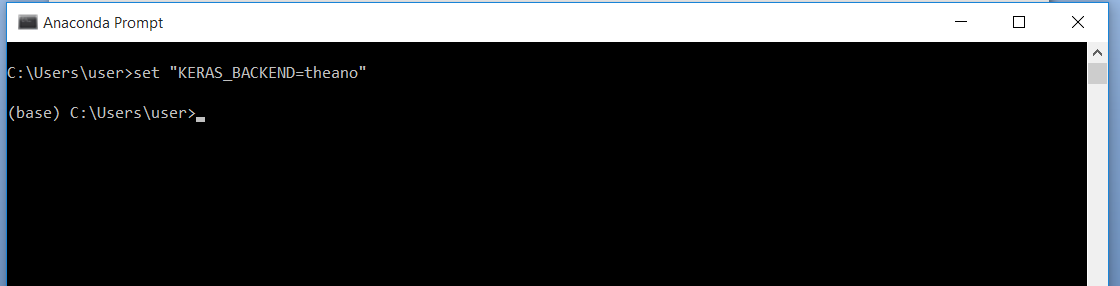 Anaconda Prompt
C:\Users\user>set "KERAS_BACKEND=theano"
(base) C:\Users\user>